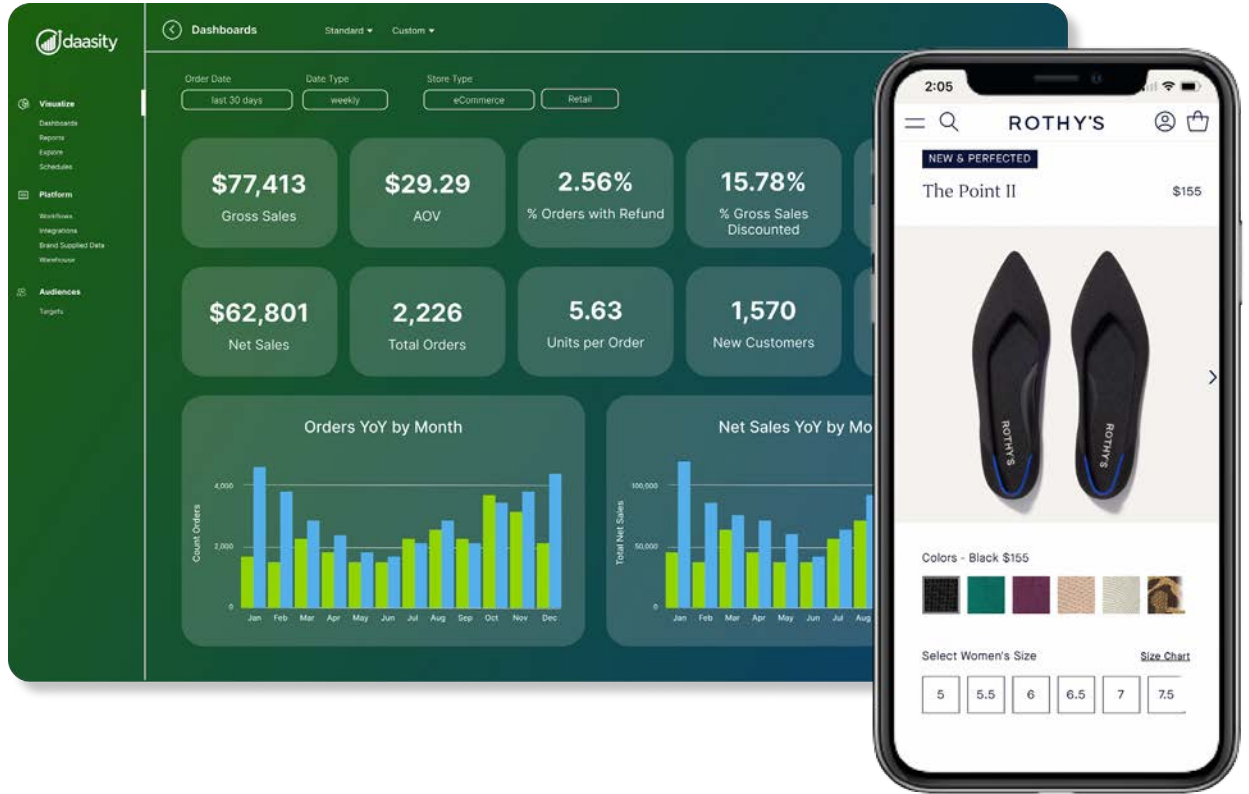 daasity
Visualize
Dashboards
Reports
Explore
Schedules
Platform
Workflows
Integrations
Brand Supplied Data
Warehouse
Audiences
Targets
Dashboards
Standard
Custom
Order Date
Date Type
Store Type
last 30 days
weekly
eCommerce
Retail
$77,413
Gross Sales
$29.29
AOV
2.56%
% Orders with Refund
15.78%
% Gross Sales
Discounted
$62,801
Net Sales
2,226
Total Orders
5.63
Units per Order
1,570
New Customers
Orders YoY by Month
Count Orders
4,000
2,000
0
Jan Feb Mar Apr May Jun Jul Aug Sep Oct Nov Dec
Net Sales YoY by Mo
Total Net Sales
100,000
50,000
0
Jan Feb Mar Apr May Jun Jul Aug
2:05
ROTHY'S
NEW & PERFECTED
The Point II
$155
ROTHY'S
ROTHY'S
Colors - Black $155
Select Women's Size
Size Chart
5 5.5 6 6.5 7 7.5